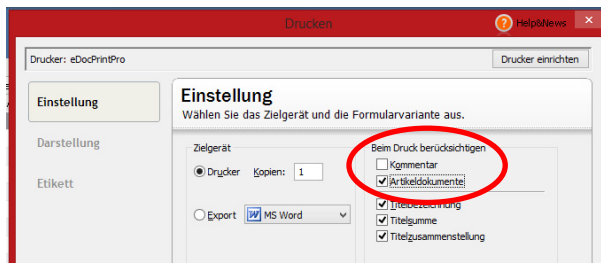 Drucken
Help&News
Drucker: eDocPrintPro
Drucker einrichten
Einstellung
Darstellung
Etikett
Einstellung
Wählen Sie das Zielgerät und die Formularvariante aus.
Zielgerät
Drucker Kopien: 1
Export MS Word
Beim Druck berücksichtigen
Kommentar
Artikeldokumente
Titelbezeichnung
Titelsumme
Titelzusammenstellung